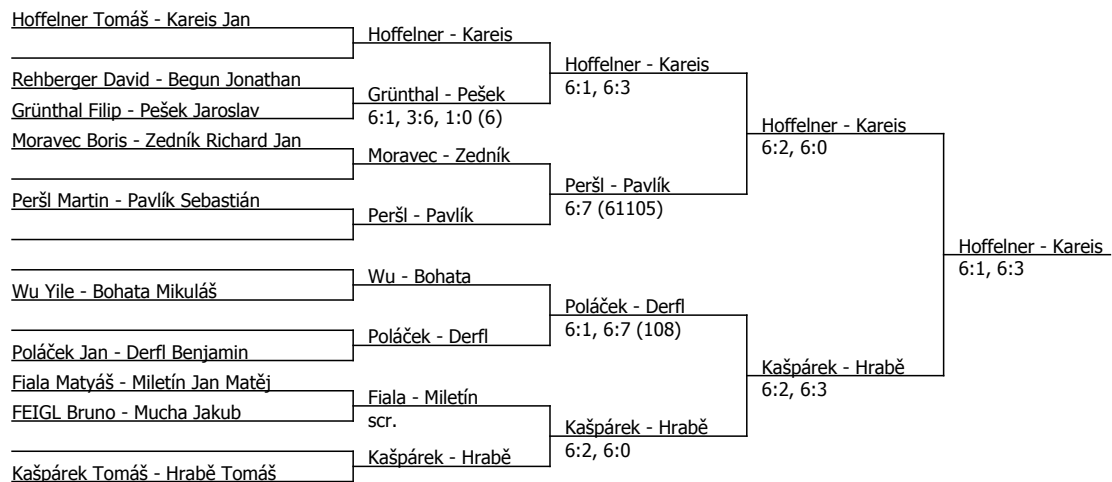 Hoffelner Tomáš - Kareis Jan
Rehberger David - Begun Jonathan
Grünthal Filip - Pešek Jaroslav
Moravec Boris - Zedník Richard Jan
Peršl Martin - Pavlík Sebastián
Wu Yile - Bohata Mikuláš
Poláček Jan - Derfl Benjamin
Fiala Matyáš - Miletín Jan Matěj
FEIGL Bruno - Mucha Jakub
Kašpárek Tomáš - Hrabě Tomáš
Hoffelner - Kareis
Grünthal - Pešek
6:1, 3:6, 1:0 (6)
Moravec - Zedník
Peršl - Pavlík
Wu - Bohata
Poláček - Derfl
Fiala - Miletín
scr.
Kašpárek - Hrabě
Hoffelner - Kareis
6:1, 6:3
Peršl - Pavlík
6:7 (61105)
Poláček - Derfl
6:1, 6:7 (108)
Kašpárek - Hrabě
6:2, 6:0
Hoffelner - Kareis
6:2, 6:0
Kašpárek - Hrabě
6:2, 6:3
Hoffelner - Kareis
6:1, 6:3